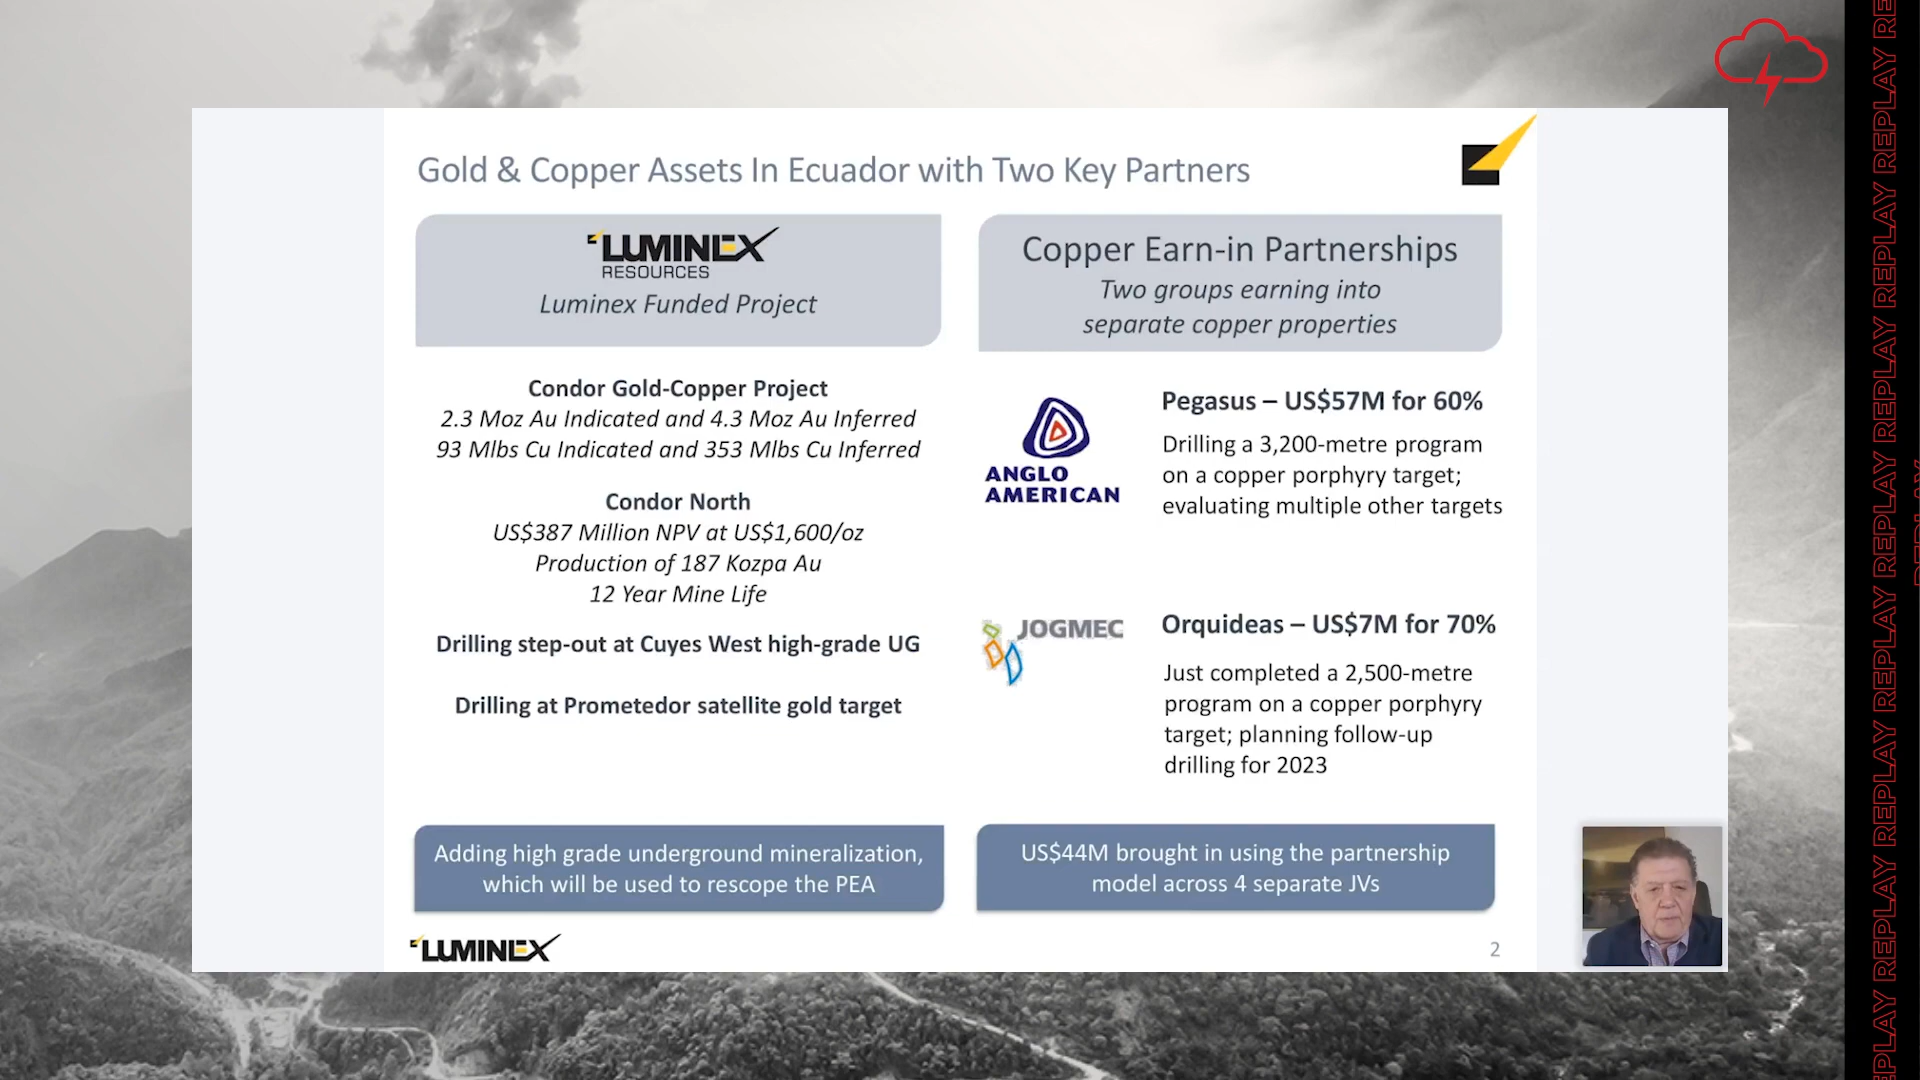 Gold & Copper Assets In Ecuador with Two Key Partners
LUMINEX
RESOURCES
Luminex Funded Project
Condor Gold-Copper Project
2.3 Moz Au Indicated and 4.3 Moz Au Inferred
93 Mlbs Cu Indicated and 353 Mlbs Cu Inferred
Condor North
US$387 Million NPV at US$1,600/oz
Production of 187 Kozpa Au
12 Year Mine Life
Drilling step-out at Cuyes West high-grade UG
Drilling at Prometedor satellite gold target
Adding high grade underground mineralization,
which will be used to rescope the PEA
Copper Earn-in Partnerships
Two groups earning into
separate copper properties
ANGLO
AMERICAN
Pegasus – US$57M for 60%
Drilling a 3,200-metre program
on a copper porphyry target;
evaluating multiple other targets
JOGMEC
Orquideas – US$7M for 70%
Just completed a 2,500-metre
program on a copper porphyry
target; planning follow-up
drilling for 2023
US$44M brought in using the partnership
model across 4 separate JVs
LUMINEX
2
REPLAY REPLAY REPLAY REPLAY REPLAY REPLAY REPLAY REPLAY REPLAY